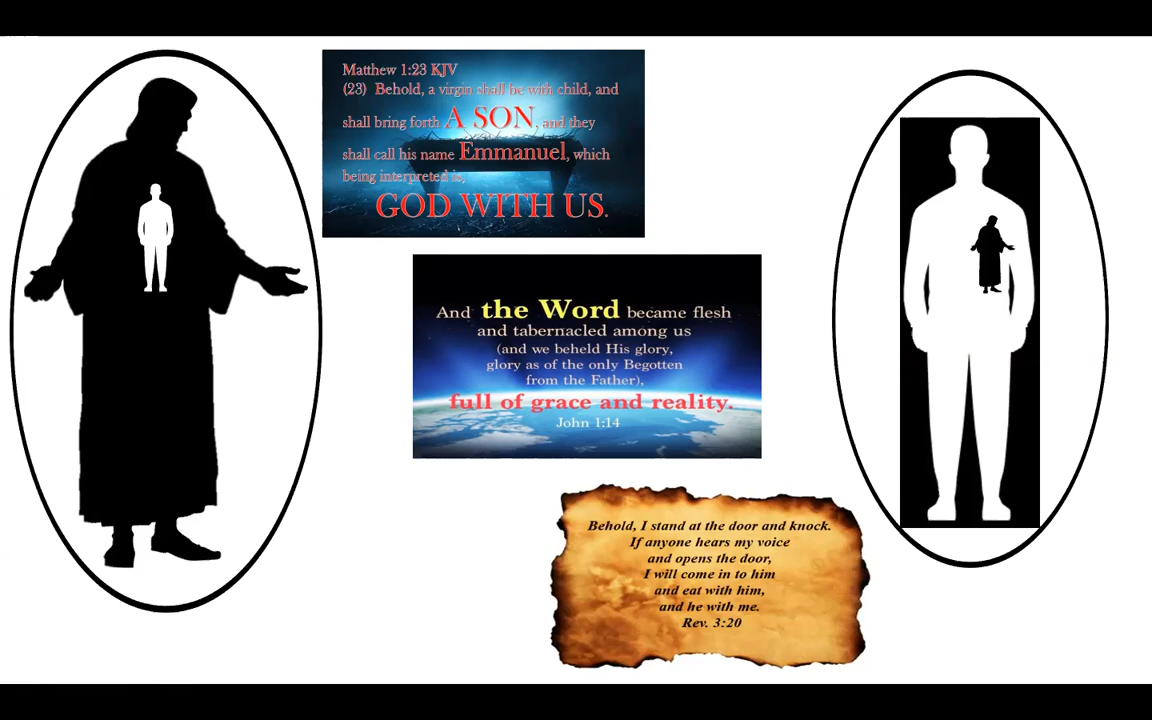 Matthew 1:23 KJV
(23) Behold, a virgin shall be with child, and
shall bring forth A SON, and they
shall call his name Emmanuel, which
being interpreted is,
GOD WITH US.
And the Word became flesh
and tabernacled among us
(and we beheld His glory,
glory as of the only Begotten
from the Father),
full of grace and reality.
John 1:14
Behold, I stand at the door and knock.
If anyone hears my voice
and opens the door,
I will come in to him
and eat with him,
and he with me.
Rev. 3:20